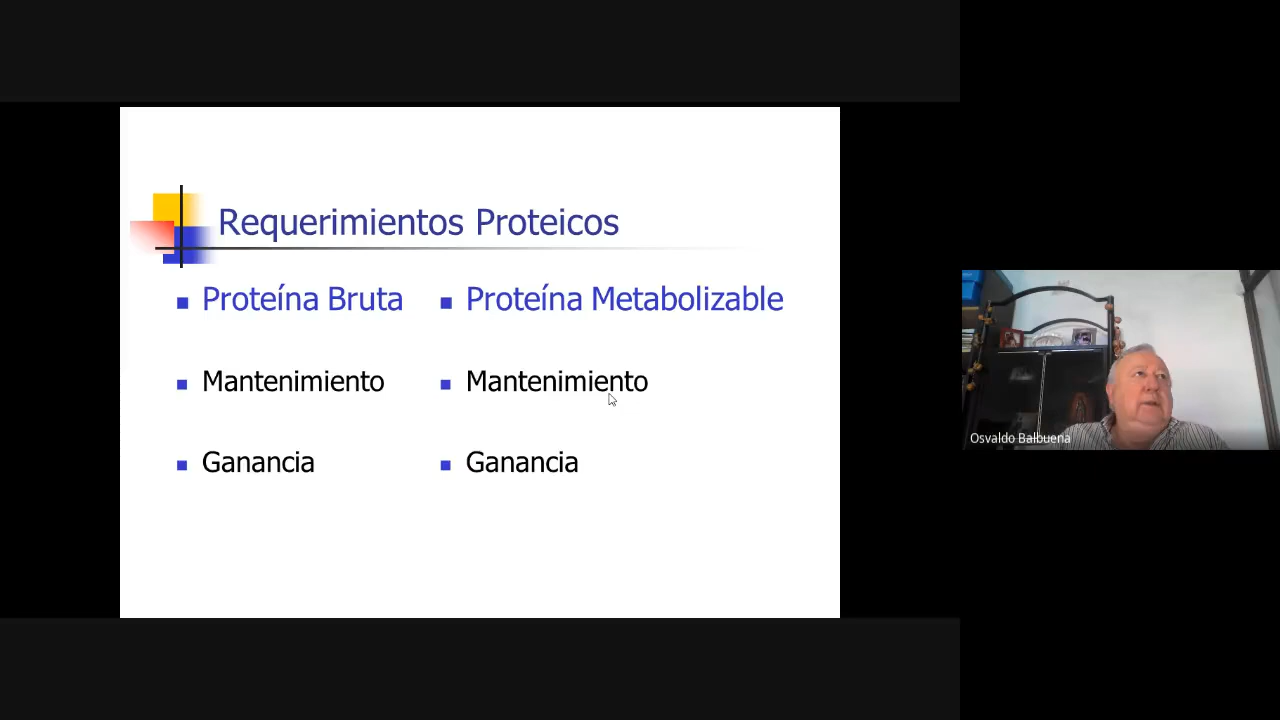 Requerimientos Proteicos
Proteína Bruta
Mantenimiento
Ganancia
Proteína Metabolizable
Mantenimiento
Ganancia
Osvaldo Balbuena